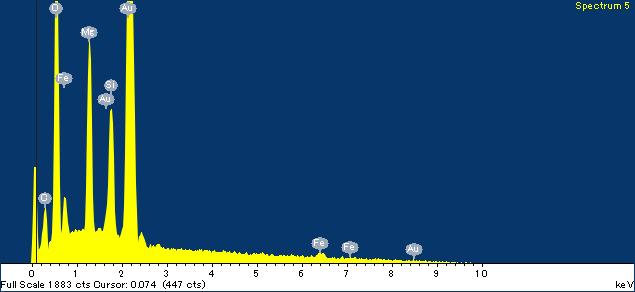 Spectrum 5
O Mg Au
Fe
Si
Au
Fe Fe Au
0 1 2 3 4 5 6 7 8 9 10
Full Scale 1883 cts Cursor: 0.074 (447 cts) keV